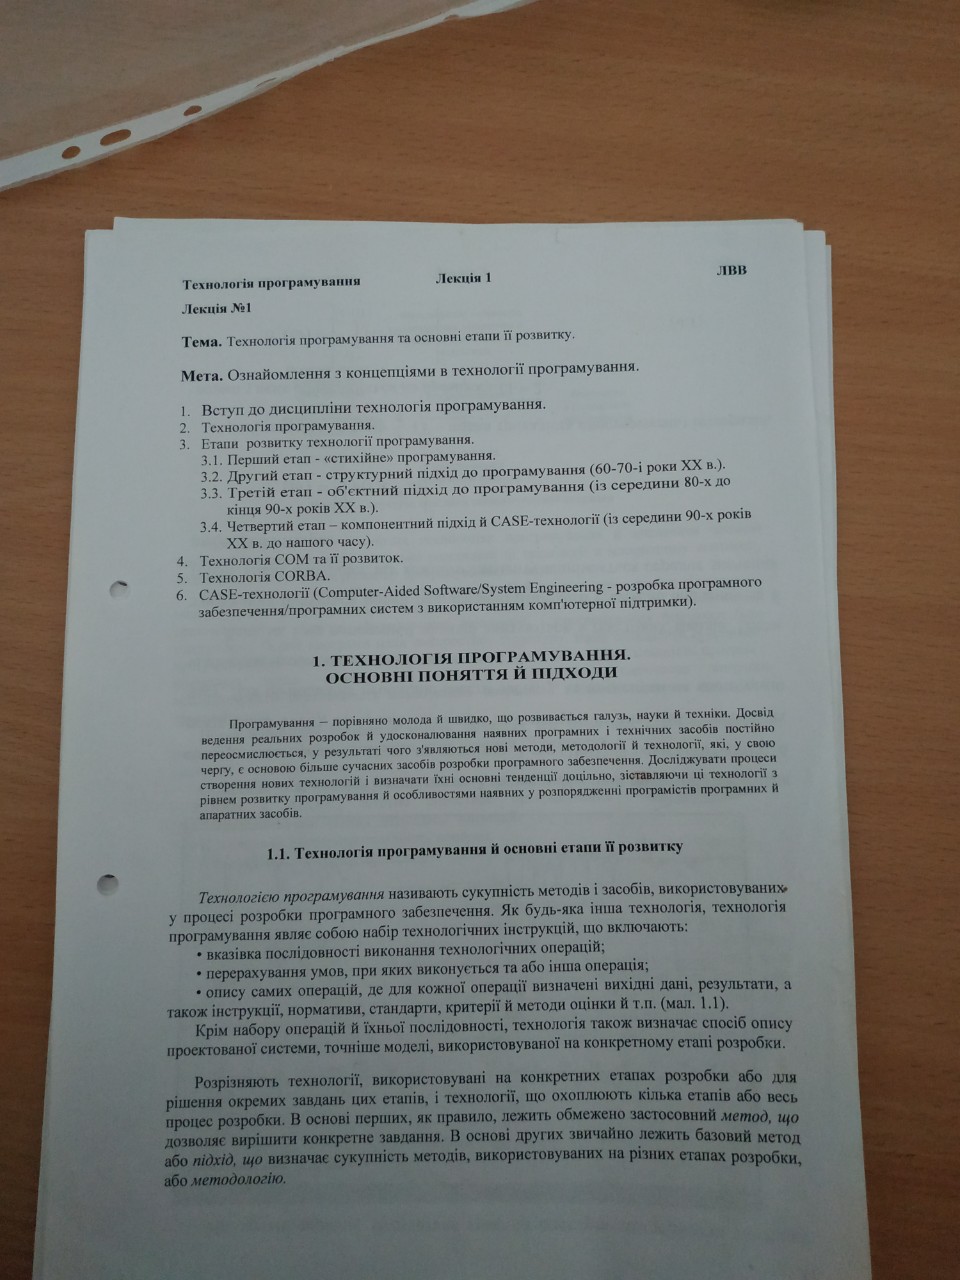 Технологія програмування Лекція 1 ЛВВ
Лекція №1
Тема. Технологія програмування та основні етапи її розвитку.
Мета. Ознайомлення з концепціями в технології програмування.
1. Вступ до дисципліни технологія програмування.
2. Технологія програмування.
3. Етапи розвитку технології програмування.
3.1. Перший етап - «стихійне» програмування.
3.2. Другий етап - структурний підхід до програмування (60-70-і роки XX в.).
3.3. Третій етап - об'єктний підхід до програмування (із середини 80-х до
кінця 90-х років XX в.).
3.4. Четвертий етап – компонентний підхід й CASE-технології (із середини 90-х років
XX в. до нашого часу).
4. Технологія COM та її розвиток.
5. Технологія CORBA.
6. CASE-технології (Computer-Aided Software/System Engineering - розробка програмного
забезпечення/програмних систем з використанням комп'ютерної підтримки).
1. ТЕХНОЛОГІЯ ПРОГРАМУВАННЯ.
ОСНОВНІ ПОНЯТТЯ Й ПІДХОДИ
Програмування — порівняно молода й швидко, що розвивається галузь, науки й техніки. Досвід
ведення реальних розробок й удосконалювання наявних програмних і технічних засобів постійно
переосмислюється, у результаті чого з'являються нові методи, методології й технології, які, у свою
чергу, є основою більше сучасних засобів розробки програмного забезпечення. Досліджувати процеси
створення нових технологій і визначати їхні основні тенденції доцільно, зіставляючи ці технології з
рівнем розвитку програмування й особливостями наявних у розпорядженні програмістів програмних й
апаратних засобів.
1.1. Технологія програмування й основні етапи її розвитку
Технологією програмування називають сукупність методів і засобів, використовуваних
у процесі розробки програмного забезпечення. Як будь-яка інша технологія, технологія
програмування являє собою набір технологічних інструкцій, що включають:
• вказівка послідовності виконання технологічних операцій;
• перерахування умов, при яких виконується та або інша операція;
• опису самих операцій, де для кожної операції визначені вихідні дані, результати, а
також інструкції, нормативи, стандарти, критерії й методи оцінки й т.п. (мал. 1.1).
Крім набору операцій й їхньої послідовності, технологія також визначає спосіб опису
проектованої системи, точніше моделі, використовуваної на конкретному етапі розробки.
Розрізняють технології, використовувані на конкретних етапах розробки або для
рішення окремих завдань цих етапів, і технології, що охоплюють кілька етапів або весь
процес розробки. В основі перших, як правило, лежить обмежено застосовний метод, що
дозволяє вирішити конкретне завдання. В основі других звичайно лежить базовий метод
або підхід, що визначає сукупність методів, використовуваних на різних етапах розробки,
або методологію.